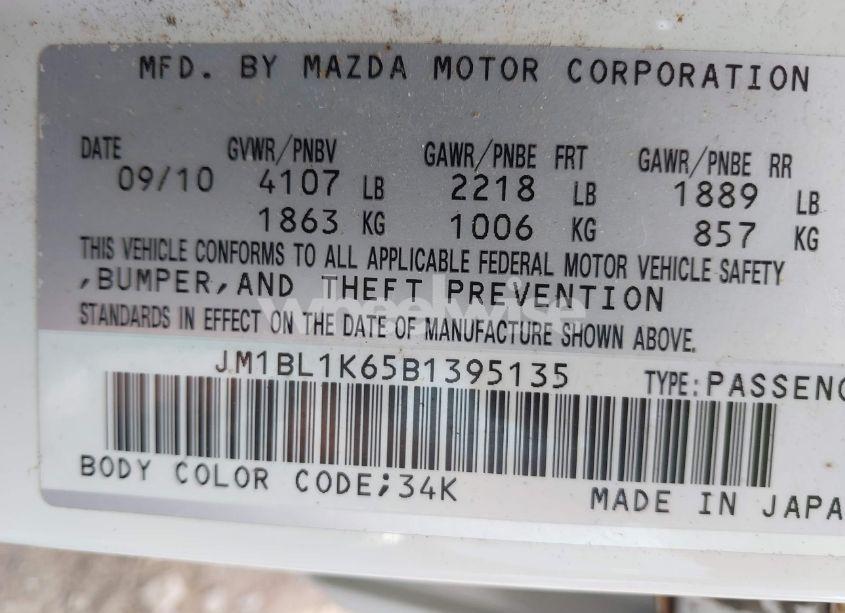 MFD. BY MAZDA MOTOR CORPORATION
DATE GVWR/PNBV GAWR/PNBE FRT GAWR/PNBE RR
09/10 4107 LB 2218 LB 1889 LB
1863 KG 1006 KG 857 KG
THIS VEHICLE CONFORMS TO ALL APPLICABLE FEDERAL MOTOR VEHICLE SAFETY
,BUMPER,AND THEFT PREVENTION
wheelwise
STANDARDS IN EFFECT ON THE DATE OF MANUFACTURE SHOWN ABOVE.
JM1BL1K65B1395135 TYPE:PASSENG
BODY COLOR CODE;34K
MADE IN JAPA